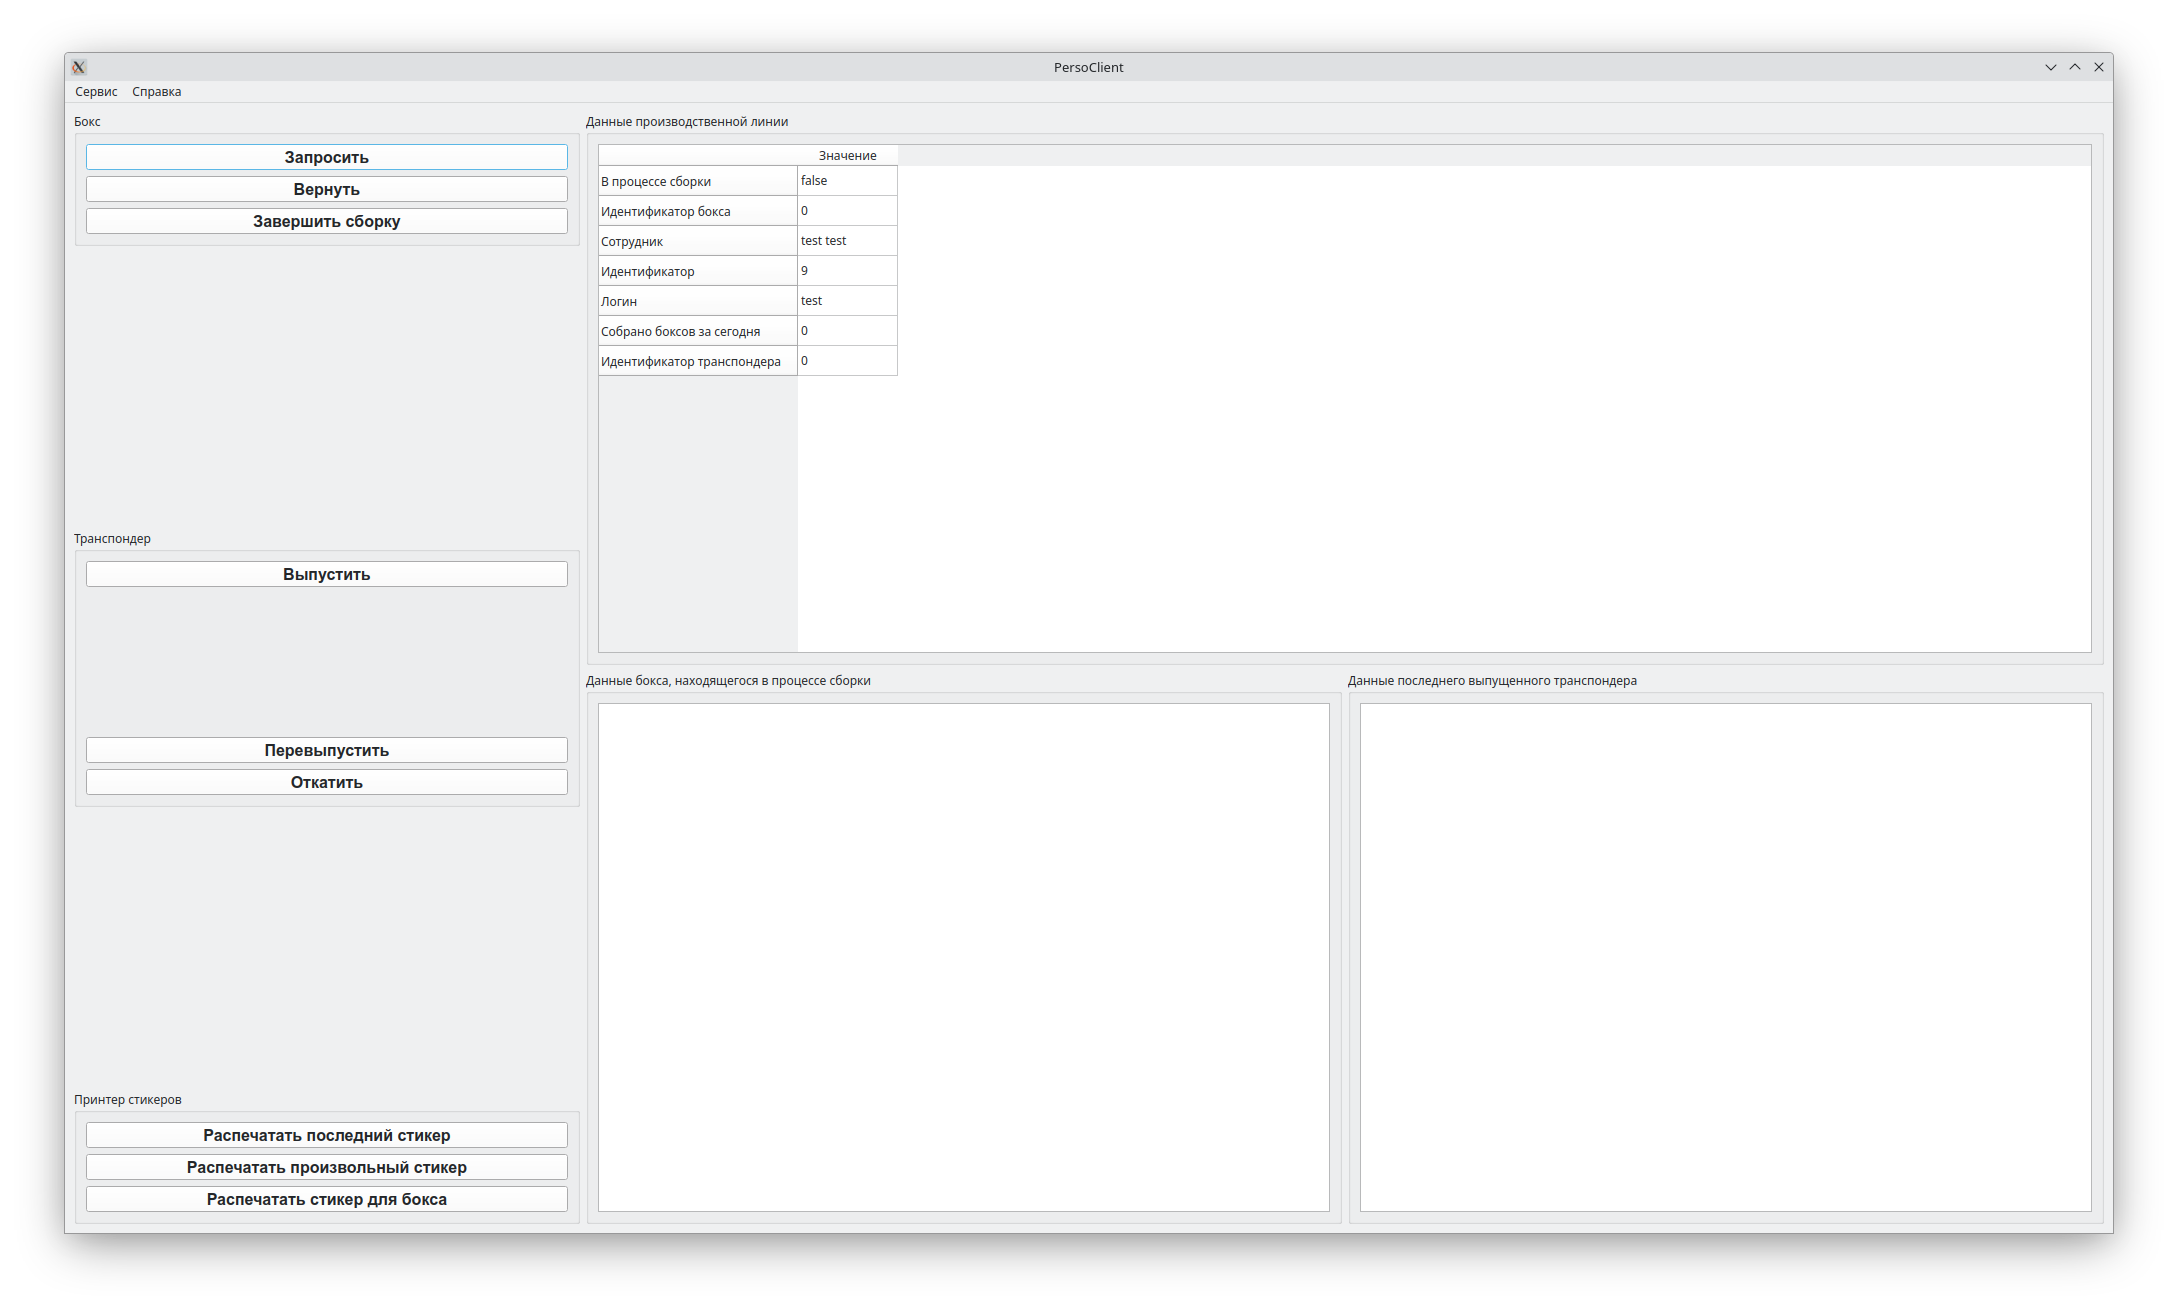 PersoClient
Сервис Справка
Бокс
Запросить
Вернуть
Завершить сборку
Транспондер
Выпустить
Перевыпустить
Откатить
Принтер стикеров
Распечатать последний стикер
Распечатать произвольный стикер
Распечатать стикер для бокса
Данные производственной линии
Значение
В процессе сборки false
Идентификатор бокса 0
Сотрудник test test
Идентификатор 9
Логин test
Собрано боксов за сегодня 0
Идентификатор транспондера 0
Данные бокса, находящегося в процессе сборки
Данные последнего выпущенного транспондера